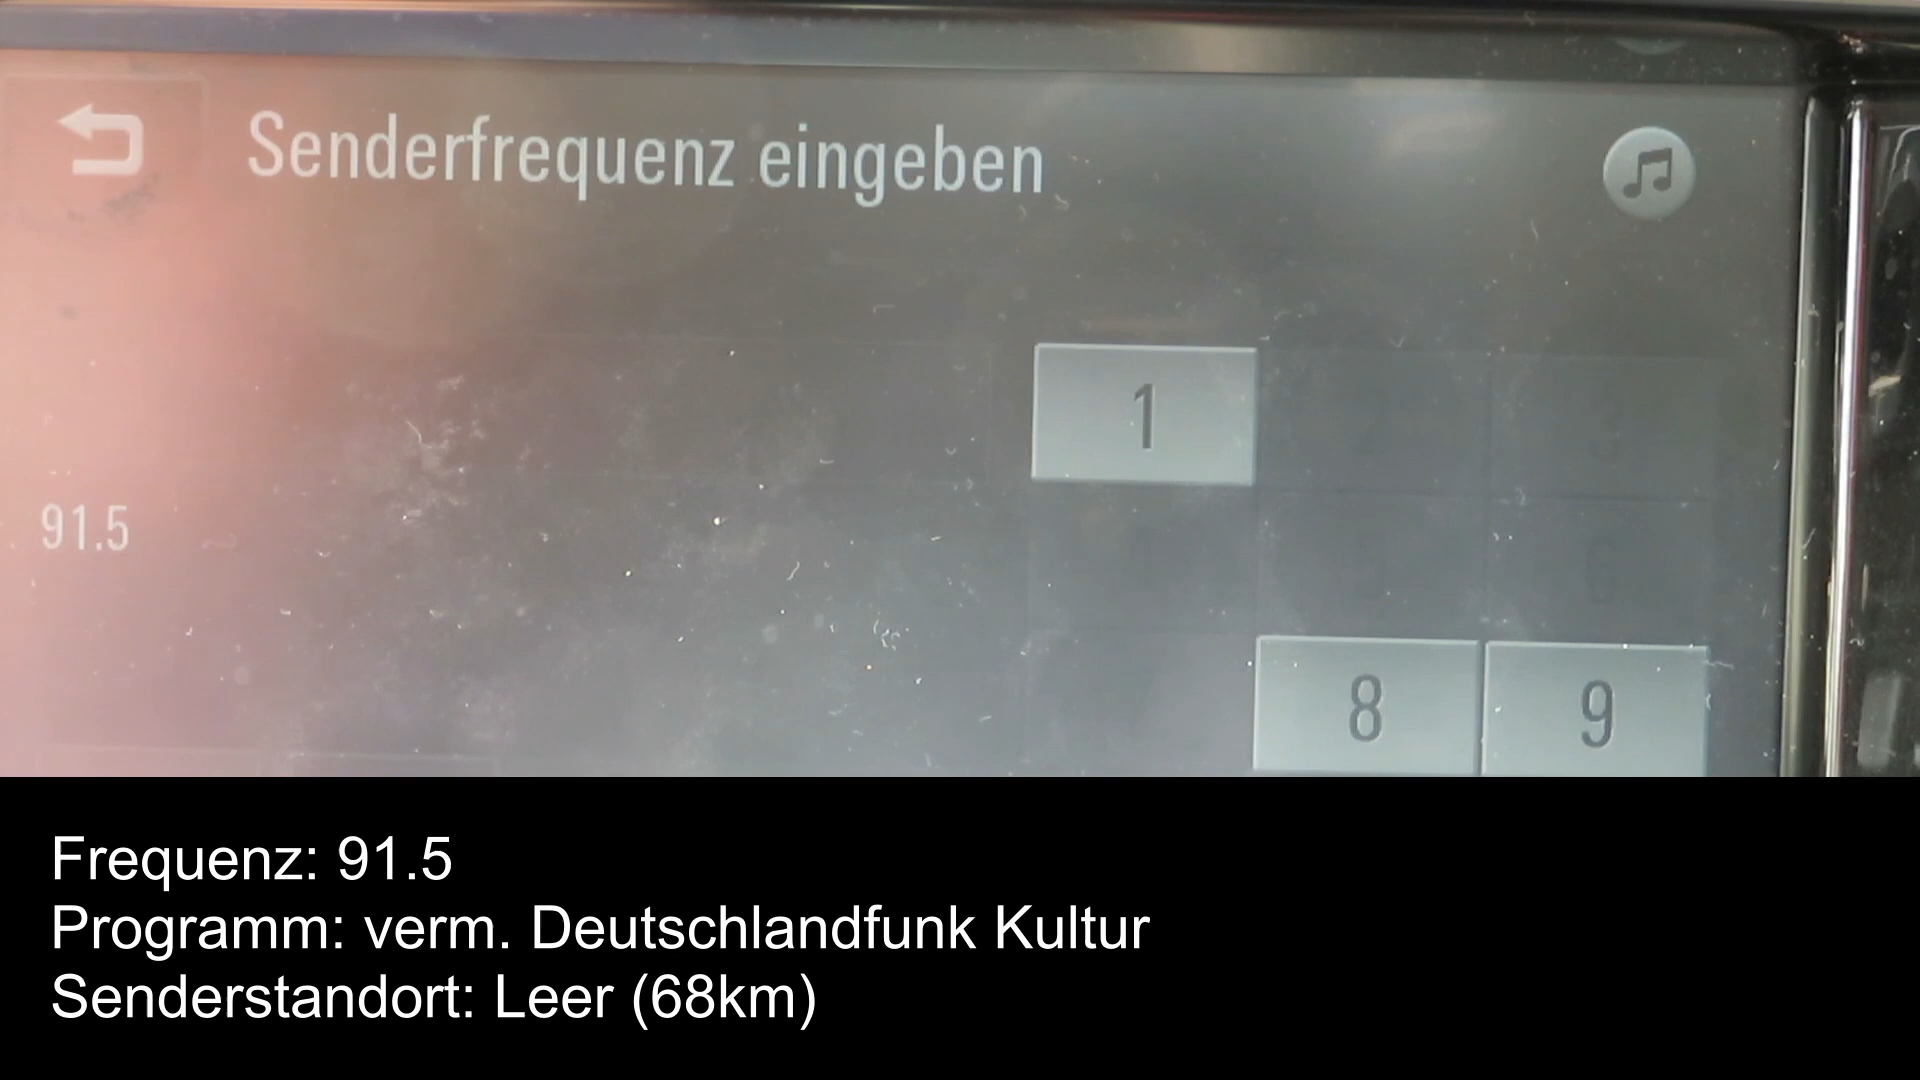 Senderfrequenz eingeben
1
91.5
8
9
Frequenz: 91.5
Programm: verm. Deutschlandfunk Kultur
Senderstandort: Leer (68km)